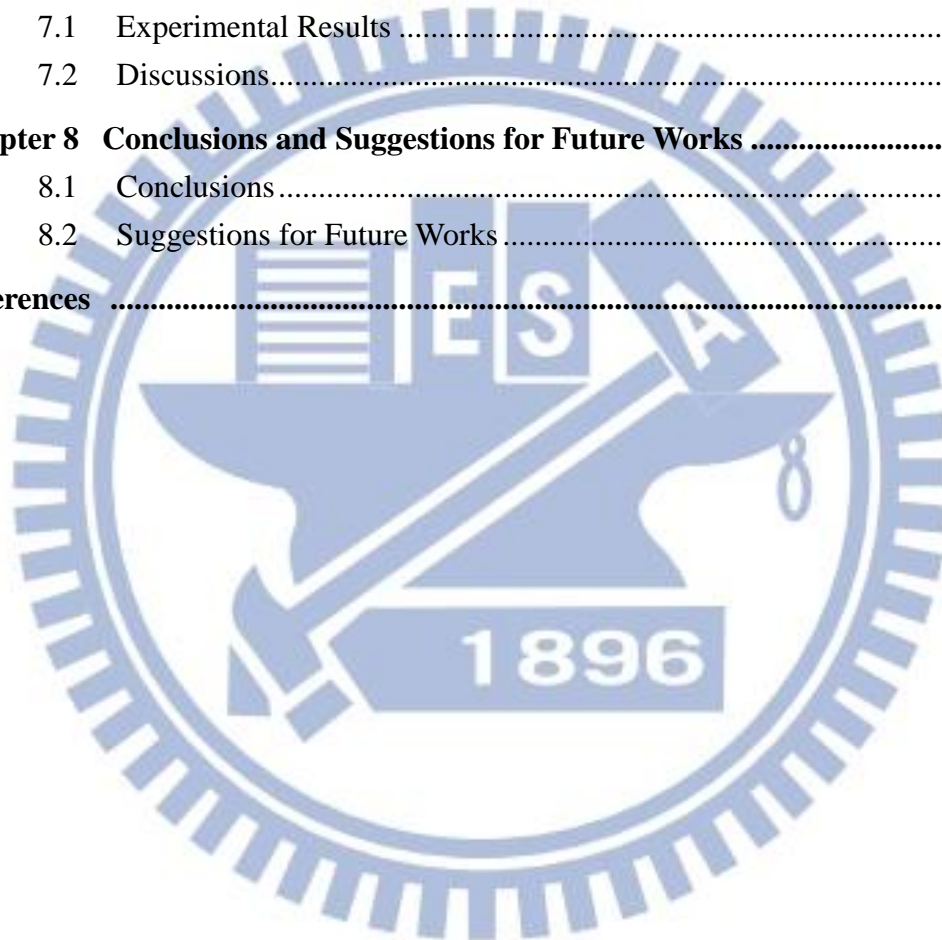 7.1 Experimental Results ........................................................
7.2 Discussions.......................................................................
pter 8 Conclusions and Suggestions for Future Works ........................
8.1 Conclusions......................................................................
8.2 Suggestions for Future Works.............................................
erences ...................................................................................
E S A
8
1896